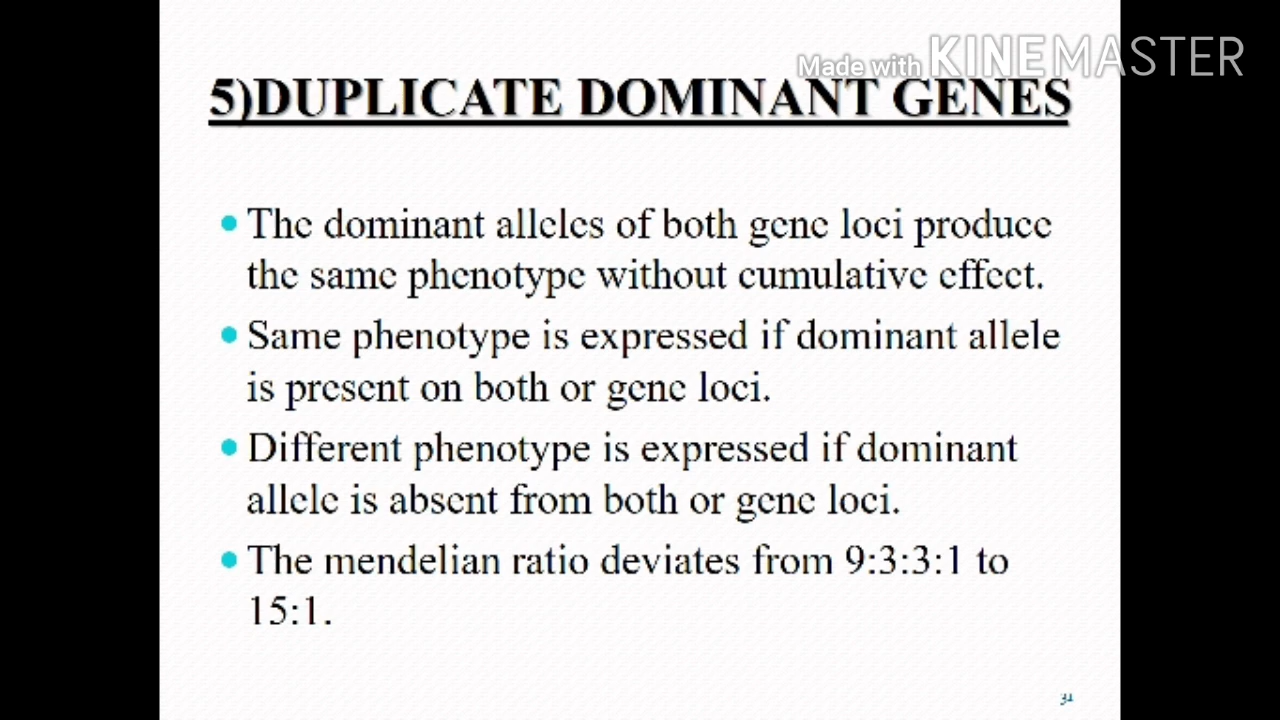 Made with KINEMASTER
5)DUPLICATE DOMINANT GENES
The dominant alleles of both gene loci produce
the same phenotype without cumulative effect.
Same phenotype is expressed if dominant allele
is present on both or gene loci.
Different phenotype is expressed if dominant
allele is absent from both or gene loci.
The mendelian ratio deviates from 9:3:3:1 to
15:1.
31